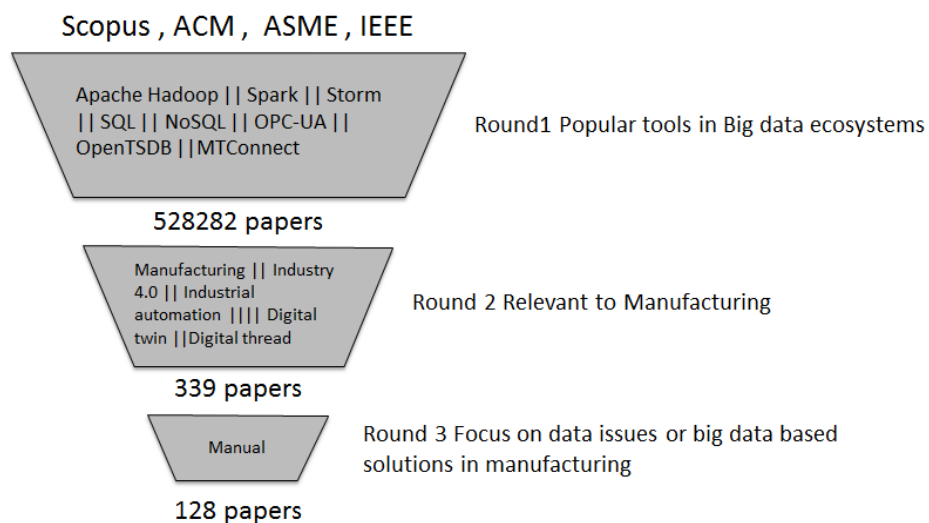 Scopus , ACM , ASME , IEEE
Apache Hadoop || Spark || Storm
|| SQL || NoSQL || OPC-UA ||
OpenTSDB ||MTConnect
Round1 Popular tools in Big data ecosystems
528282 papers
Manufacturing || Industry
4.0 || Industrial
automation |||| Digital
twin ||Digital thread
Round 2 Relevant to Manufacturing
339 papers
Manual
Round 3 Focus on data issues or big data based
solutions in manufacturing
128 papers